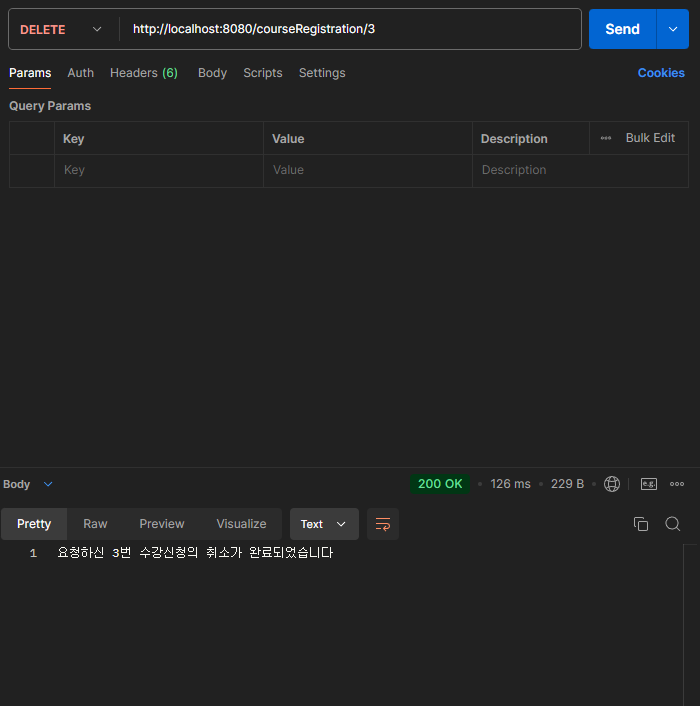 DELETE http://localhost:8080/courseRegistration/3 Send
Params Auth Headers (6) Body Scripts Settings Cookies
Query Params
Key Value Description Bulk Edit
Key Value Description
Body 200 OK 126 ms 229 B e.g.
Pretty Raw Preview Visualize Text
1 요청하신 3번 수강신청의 취소가 완료되었습니다